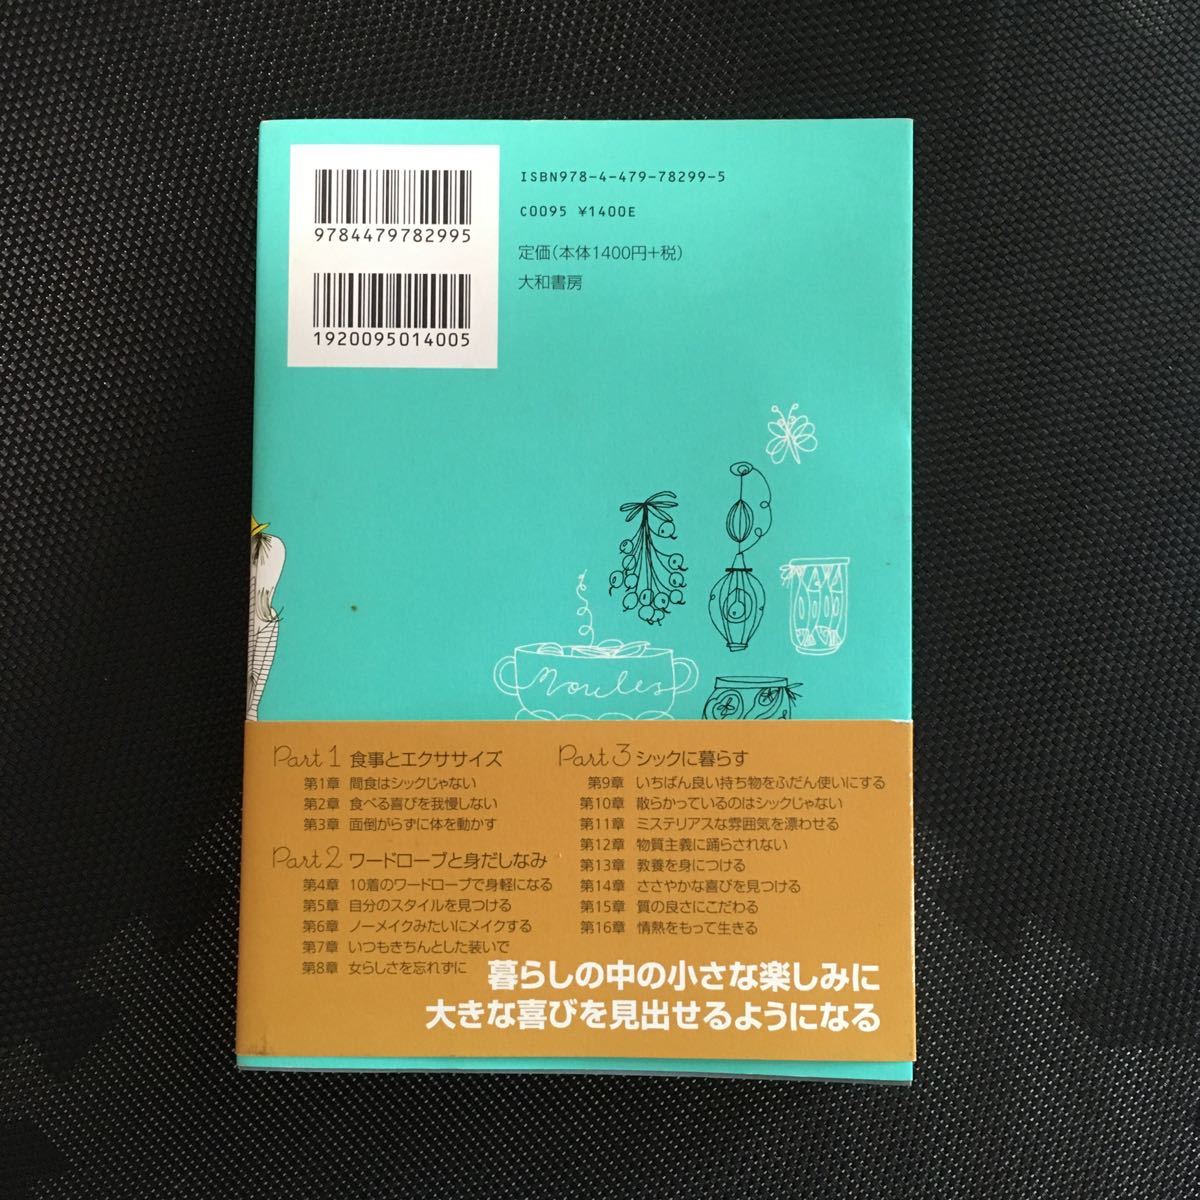 9784479782995
1920095014005
ISBN978-4-479-78299-5
C0095 ¥1400E
定価(本体1400円+税)
大和書房
Moules
Part 1 食事とエクササイズ
第1章 間食はシックじゃない
第2章 食べる喜びを我慢しない
第3章 面倒がらずに体を動かす
Part 2 ワードローブと身だしなみ
第4章 10着のワードローブで身軽になる
第5章 自分のスタイルを見つける
第6章 ノーメイクみたいにメイクする
第7章 いつもきちんとした装いで
第8章 女らしさを忘れずに
Part 3 シックに暮らす
第9章 いちばん良い持ち物をふだん使いにする
第10章 散らかっているのはシックじゃない
第11章 ミステリアスな雰囲気を漂わせる
第12章 物質主義に踊らされない
第13章 教養を身につける
第14章 ささやかな喜びを見つける
第15章 質の良さにこだわる
第16章 情熱をもって生きる
暮らしの中の小さな楽しみに
大きな喜びを見出せるようになる